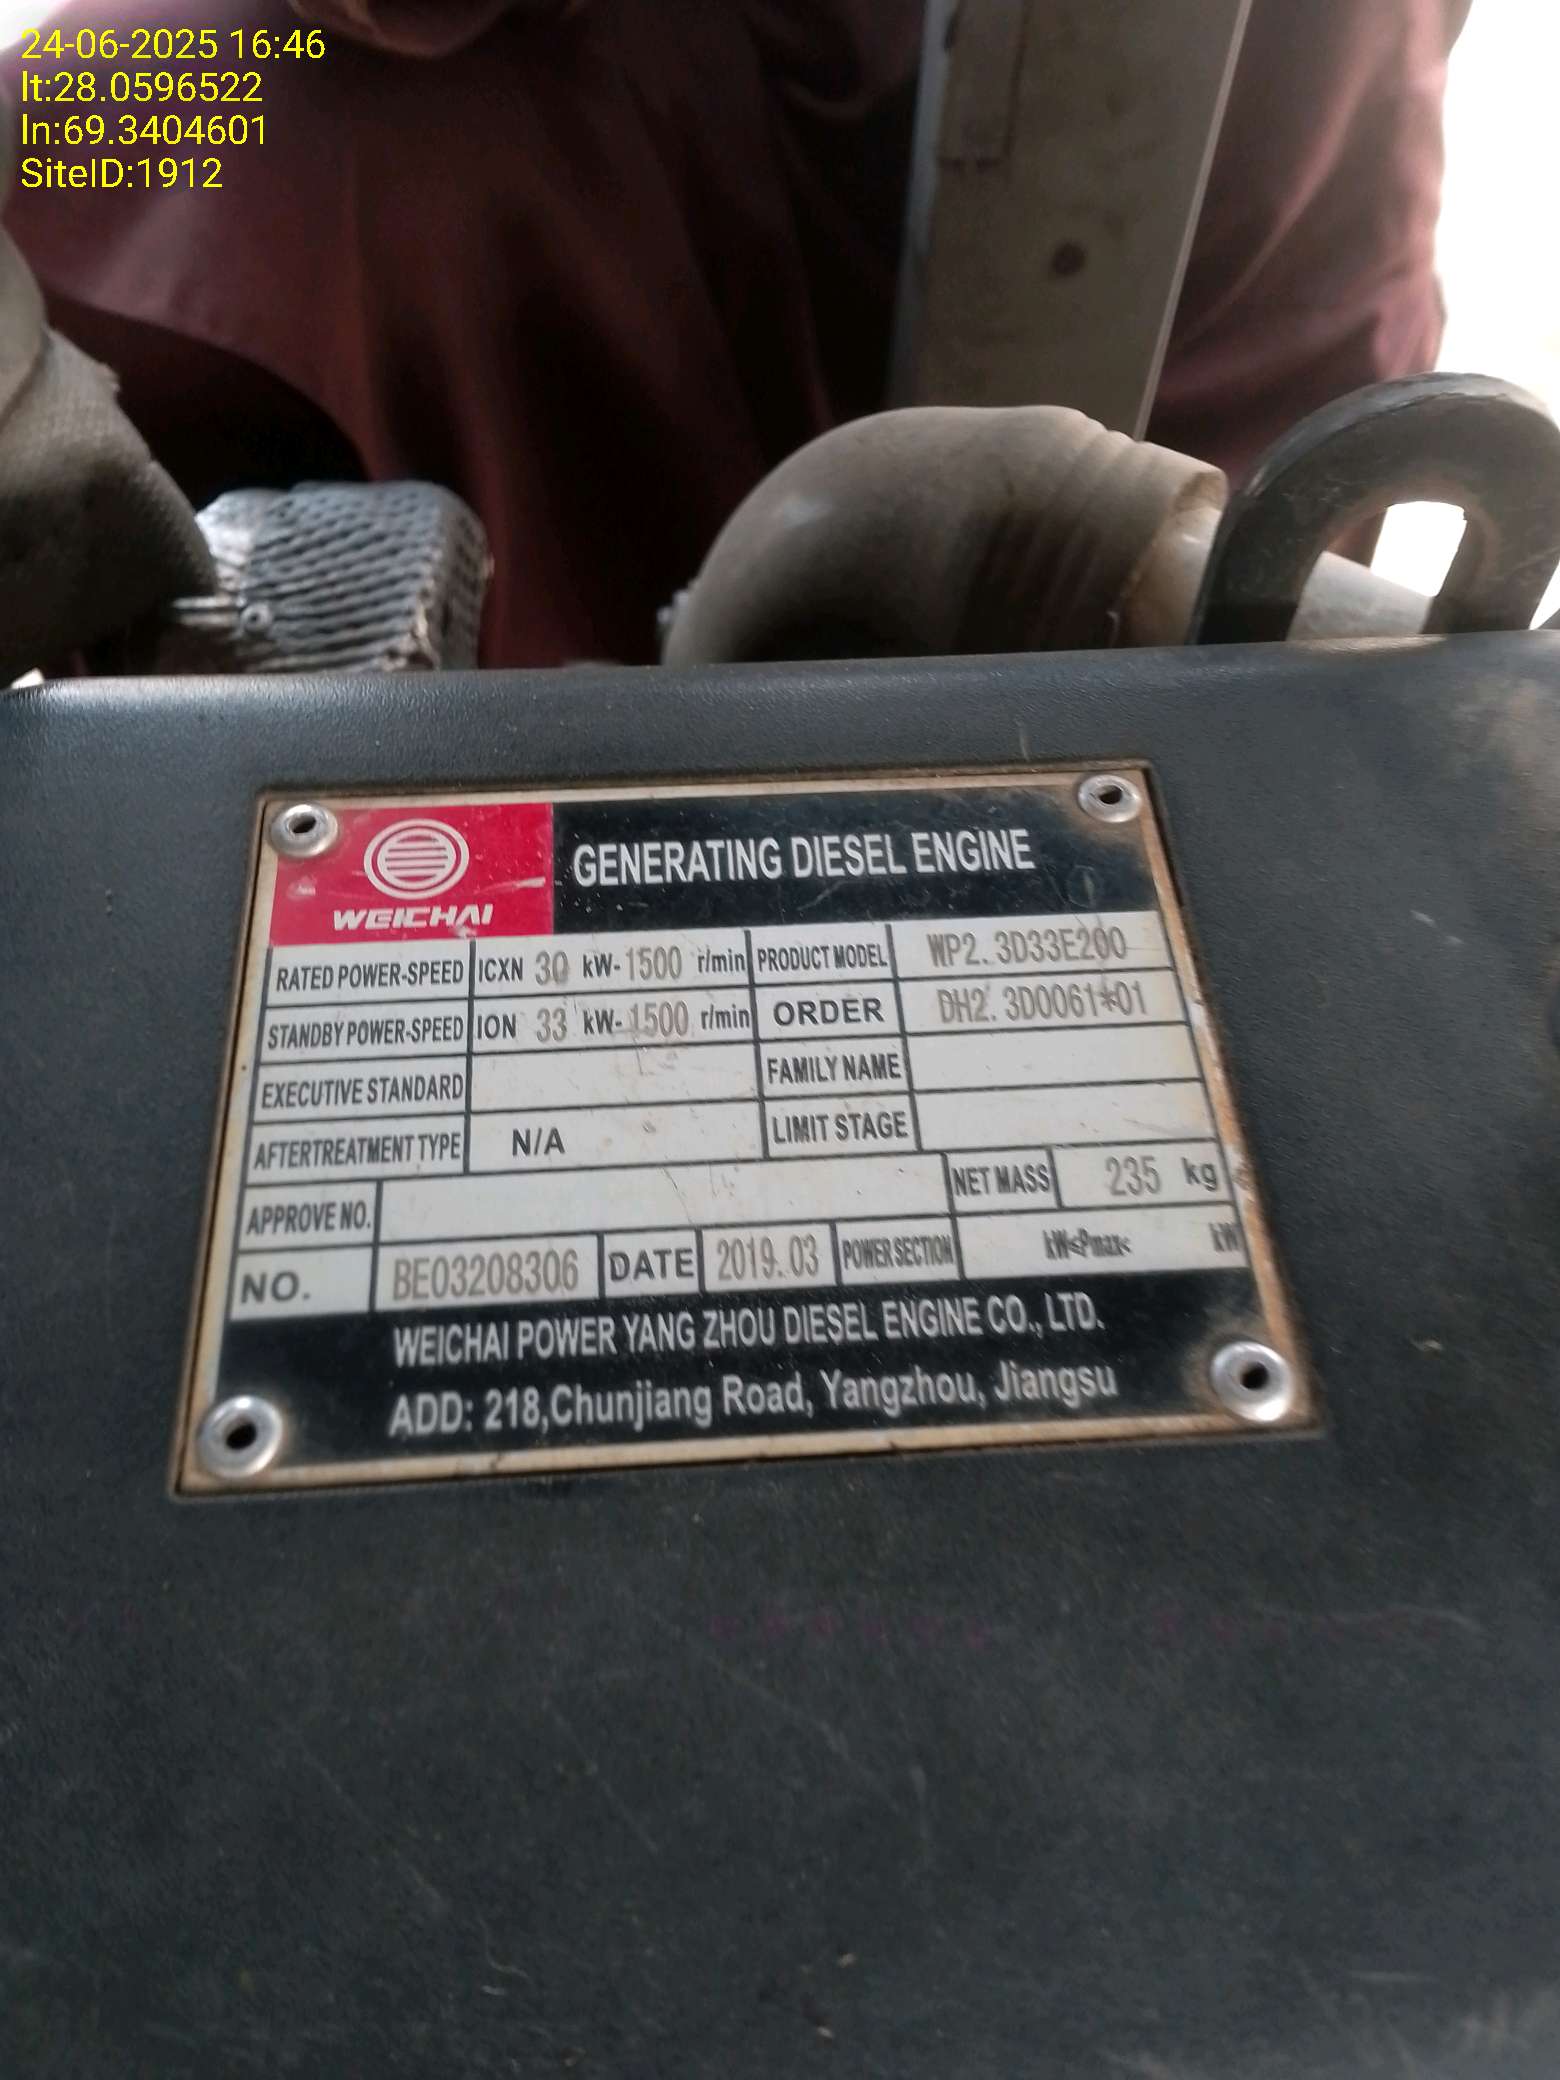 24-06-2025 16:46
lt:28.0596522
ln:69.3404601
SiteID:1912
WEICHAI
GENERATING DIESEL ENGINE
RATED POWER-SPEED ICXN 30 kW-1500 r/min PRODUCT MODEL WP2.3D33E200
STANDBY POWER-SPEED ION 33 kW-1500 r/min ORDER DH2.3D0061*01
EXECUTIVE STANDARD FAMILY NAME
AFTERTREATMENT TYPE N/A LIMIT STAGE
APPROVE NO. NET MASS 235 kg
NO. BE03208306 DATE 2019.03 POWER SECTION kW≤Pmax< kW
WEICHAI POWER YANG ZHOU DIESEL ENGINE CO., LTD.
ADD: 218,Chunjiang Road, Yangzhou, Jiangsu